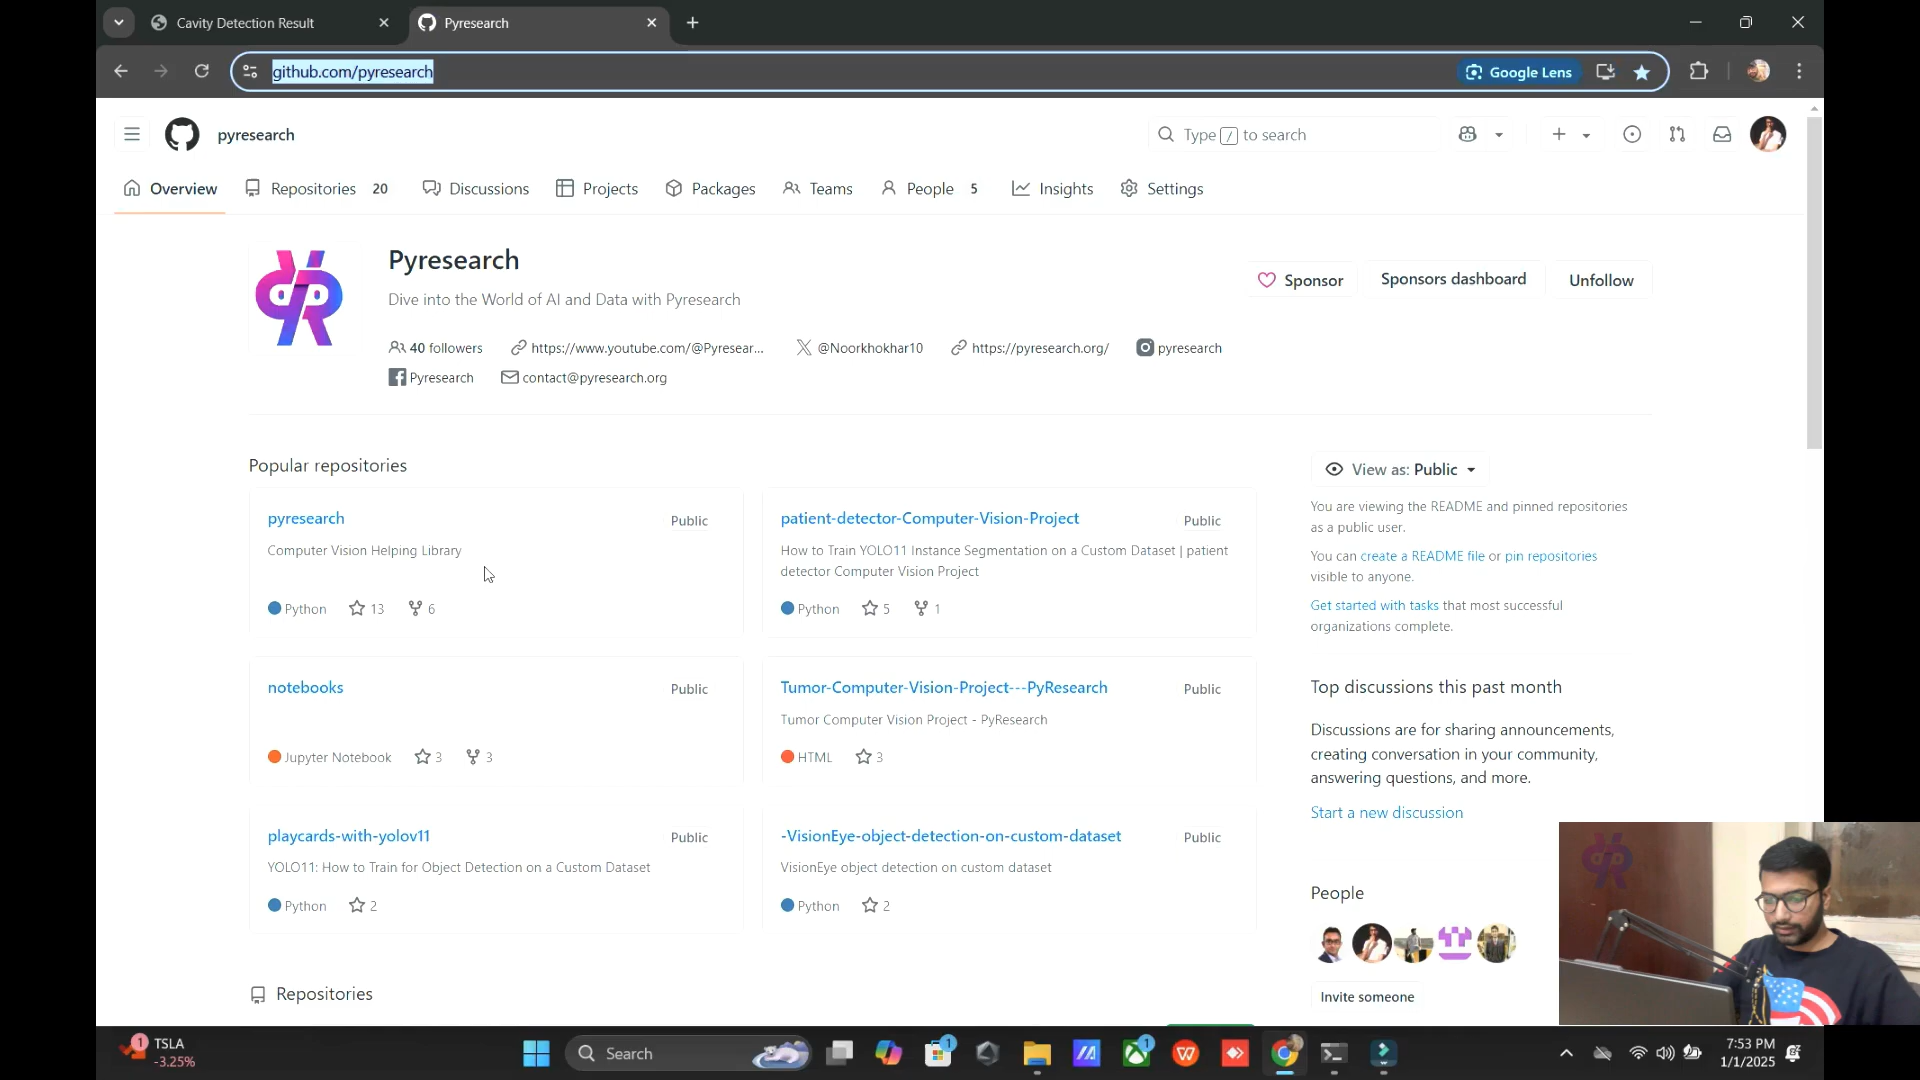 Cavity Detection Result
Pyresearch
github.com/pyresearch
Google Lens
pyresearch
Type / to search
Overview
Repositories 20
Discussions
Projects
Packages
Teams
People 5
Insights
Settings
Pyresearch
Dive into the World of AI and Data with Pyresearch
Sponsor
Sponsors dashboard
Unfollow
40 followers
https://www.youtube.com/@Pyresear...
@Noorkhokhar10
https://pyresearch.org/
pyresearch
Pyresearch
contact@pyresearch.org
Popular repositories
pyresearch
Public
Computer Vision Helping Library
Python 13 6
patient-detector-Computer-Vision-Project
Public
How to Train YOLO11 Instance Segmentation on a Custom Dataset | patient
detector Computer Vision Project
Python 5 1
notebooks
Public
Jupyter Notebook 3 3
Tumor-Computer-Vision-Project---PyResearch
Public
Tumor Computer Vision Project - PyResearch
HTML 3
playcards-with-yolov11
Public
YOLO11: How to Train for Object Detection on a Custom Dataset
Python 2
-VisionEye-object-detection-on-custom-dataset
Public
VisionEye object detection on custom dataset
Python 2
Repositories
View as: Public
You are viewing the README and pinned repositories
as a public user.
You can create a README file or pin repositories
visible to anyone.
Get started with tasks that most successful
organizations complete.
Top discussions this past month
Discussions are for sharing announcements,
creating conversation in your community,
answering questions, and more.
Start a new discussion
People
Invite someone
1
TSLA
-3.25%
Search
1
1
7:53 PM
1/1/2025